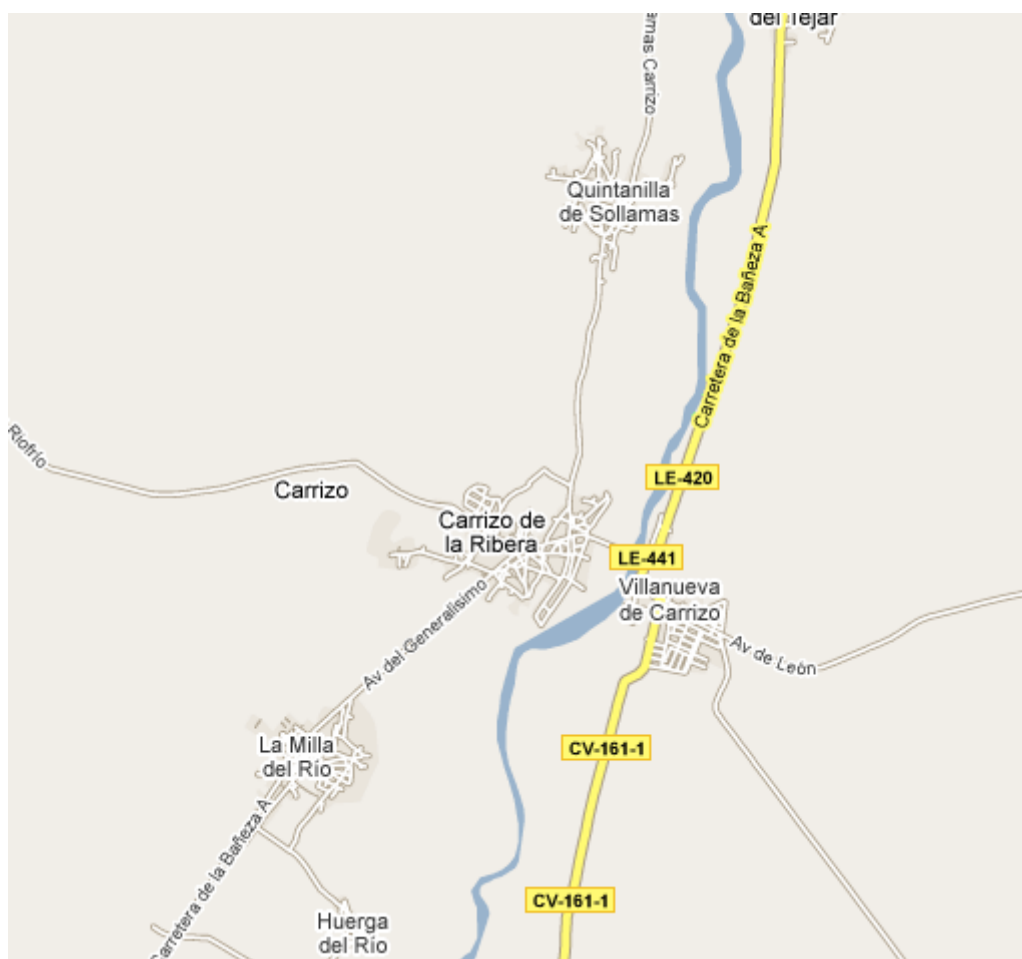 del Tejar
amas Carrizo
Quintanilla
de Sollamas
Carretera de la Bañeza A
Riofrío
LE-420
Carrizo
Carrizo de
la Ribera
LE-441
Villanueva
de Carrizo
Av del Generalísimo
Av de León
La Milla
del Río
CV-161-1
Carretera de la Bañeza A
CV-161-1
Huerga
del Río